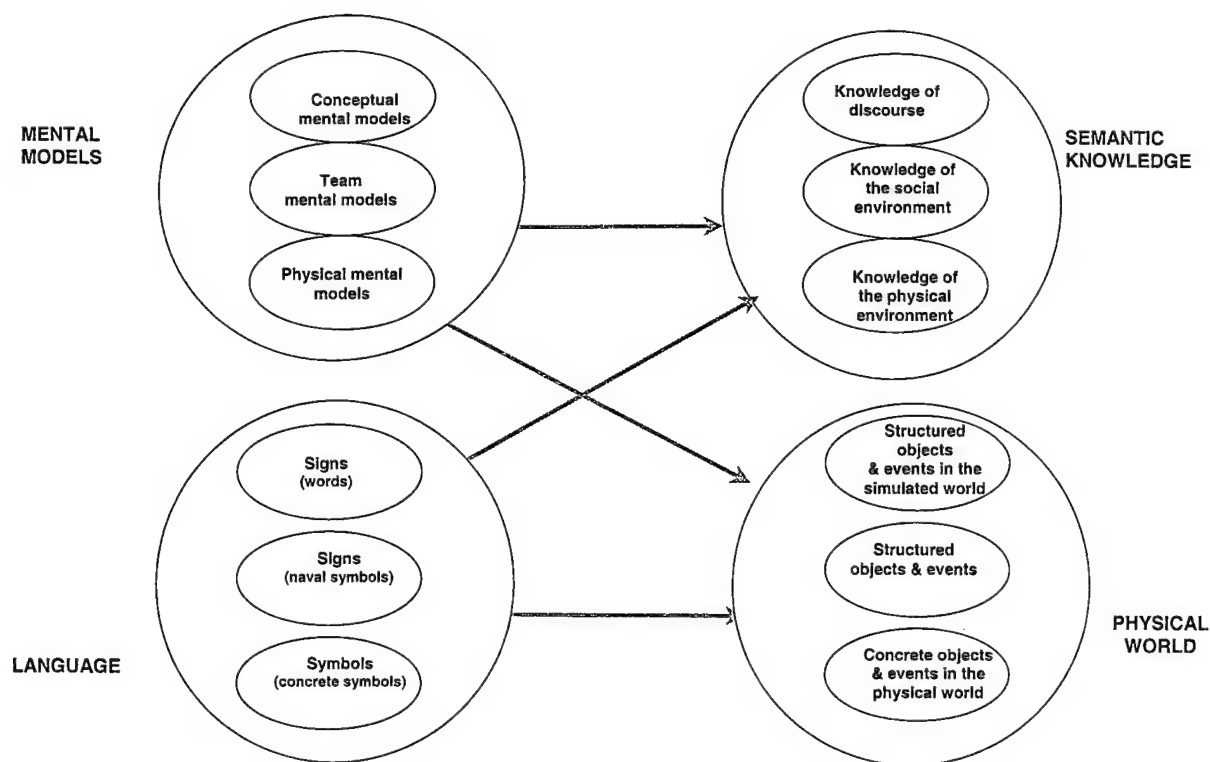 MENTAL
MODELS
Conceptual
mental models
Team
mental models
Physical mental
models
Knowledge of
discourse
Knowledge of
the social
environment
Knowledge of
the physical
environment
SEMANTIC
KNOWLEDGE
LANGUAGE
Signs
(words)
Signs
(naval symbols)
Symbols
(concrete symbols)
Structured
objects
& events in the
simulated world
Structured
objects & events
Concrete objects
& events in the
physical world
PHYSICAL
WORLD